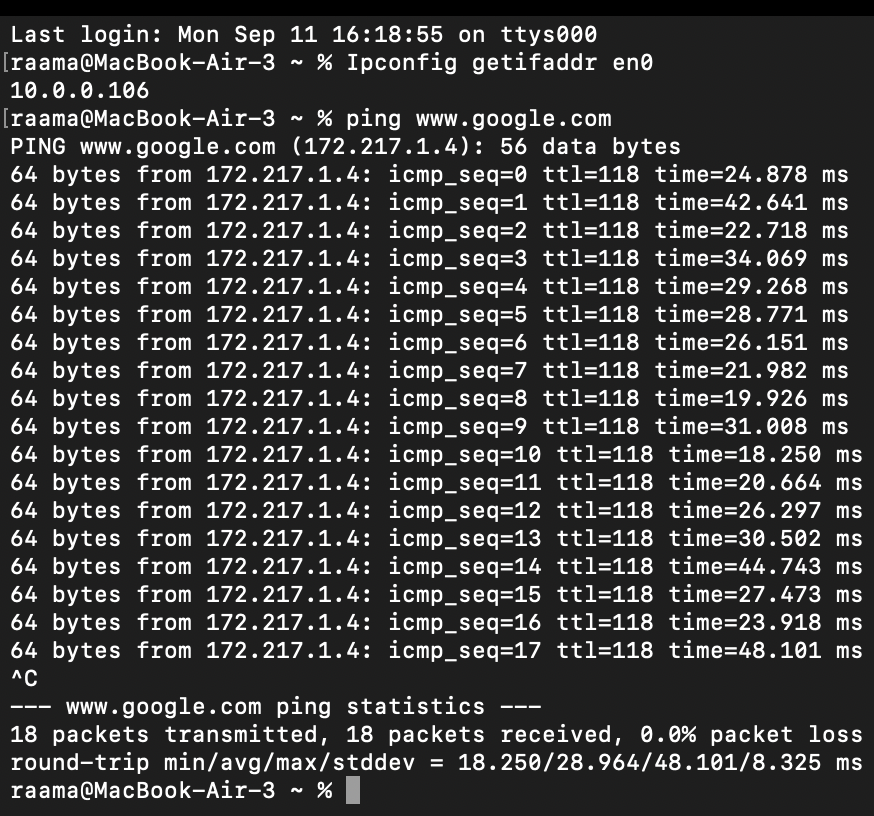 Last login: Mon Sep 11 16:18:55 on ttys000
[raama@MacBook-Air-3 ~ % Ipconfig getifaddr en0
10.0.0.106
[raama@MacBook-Air-3 ~ % ping www.google.com
PING www.google.com (172.217.1.4): 56 data bytes
64 bytes from 172.217.1.4: icmp_seq=0 ttl=118 time=24.878 ms
64 bytes from 172.217.1.4: icmp_seq=1 ttl=118 time=42.641 ms
64 bytes from 172.217.1.4: icmp_seq=2 ttl=118 time=22.718 ms
64 bytes from 172.217.1.4: icmp_seq=3 ttl=118 time=34.069 ms
64 bytes from 172.217.1.4: icmp_seq=4 ttl=118 time=29.268 ms
64 bytes from 172.217.1.4: icmp_seq=5 ttl=118 time=28.771 ms
64 bytes from 172.217.1.4: icmp_seq=6 ttl=118 time=26.151 ms
64 bytes from 172.217.1.4: icmp_seq=7 ttl=118 time=21.982 ms
64 bytes from 172.217.1.4: icmp_seq=8 ttl=118 time=19.926 ms
64 bytes from 172.217.1.4: icmp_seq=9 ttl=118 time=31.008 ms
64 bytes from 172.217.1.4: icmp_seq=10 ttl=118 time=18.250 ms
64 bytes from 172.217.1.4: icmp_seq=11 ttl=118 time=20.664 ms
64 bytes from 172.217.1.4: icmp_seq=12 ttl=118 time=26.297 ms
64 bytes from 172.217.1.4: icmp_seq=13 ttl=118 time=30.502 ms
64 bytes from 172.217.1.4: icmp_seq=14 ttl=118 time=44.743 ms
64 bytes from 172.217.1.4: icmp_seq=15 ttl=118 time=27.473 ms
64 bytes from 172.217.1.4: icmp_seq=16 ttl=118 time=23.918 ms
64 bytes from 172.217.1.4: icmp_seq=17 ttl=118 time=48.101 ms
^C
--- www.google.com ping statistics ---
18 packets transmitted, 18 packets received, 0.0% packet loss
round-trip min/avg/max/stddev = 18.250/28.964/48.101/8.325 ms
raama@MacBook-Air-3 ~ %